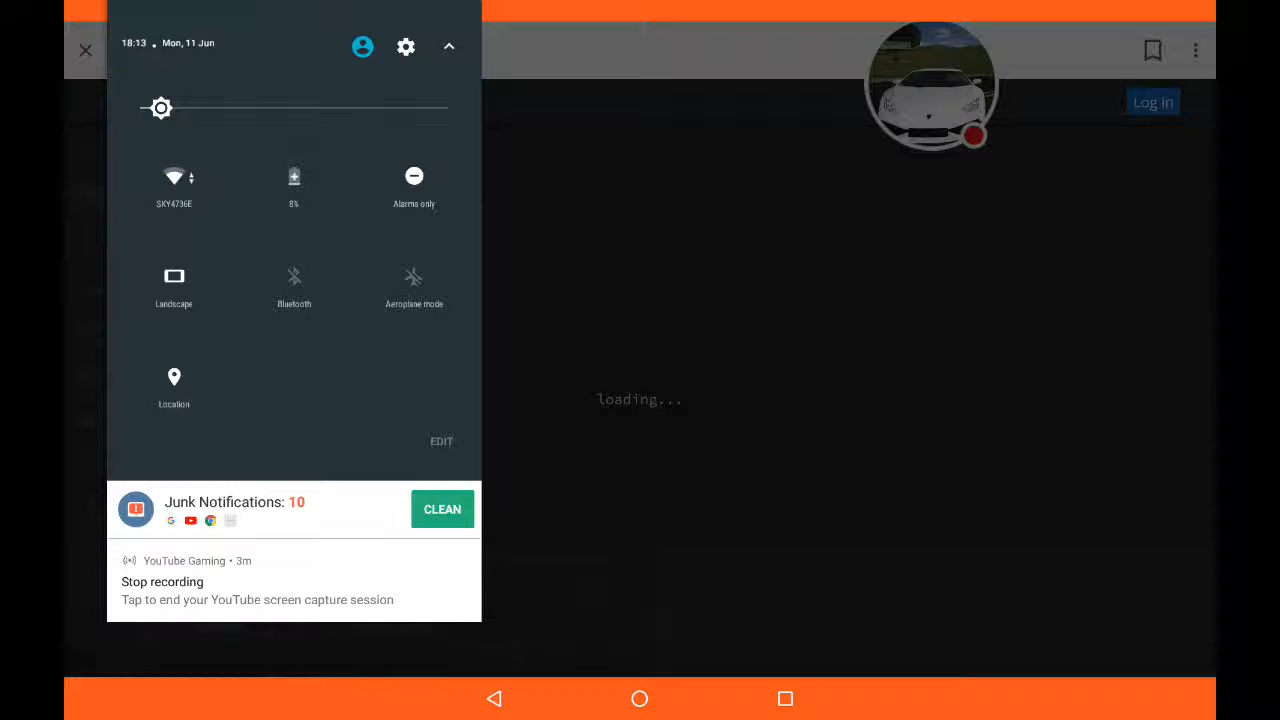 18:13 • Mon, 11 Jun
Log in
SKY4736E
8%
Alarms only
Landscape
Bluetooth
Aeroplane mode
Location
loading...
EDIT
Junk Notifications: 10
CLEAN
YouTube Gaming • 3m
Stop recording
Tap to end your YouTube screen capture session